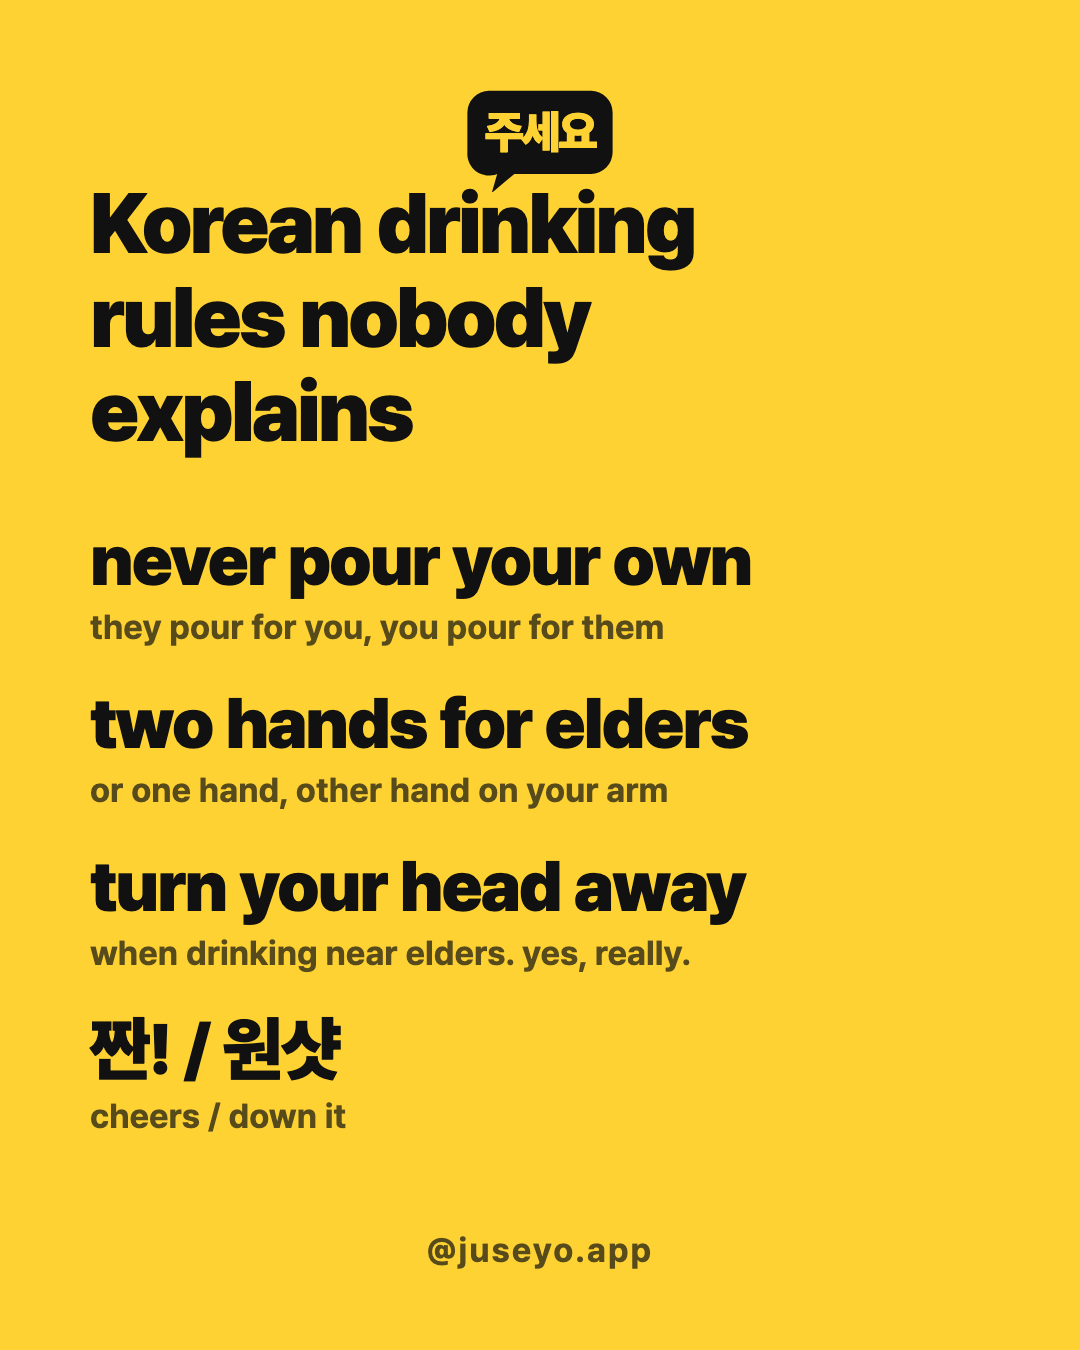 주세요
Korean drinking
rules nobody
explains
never pour your own
they pour for you, you pour for them
two hands for elders
or one hand, other hand on your arm
turn your head away
when drinking near elders. yes, really.
짠! / 원샷
cheers / down it
@juseyo.app